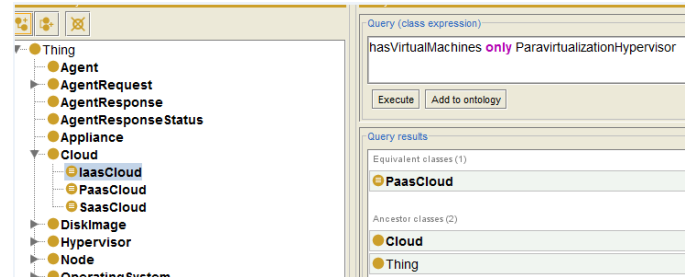 Thing
Agent
AgentRequest
AgentResponse
AgentResponseStatus
Appliance
Cloud
IaasCloud
PaasCloud
SaasCloud
DiskImage
Hypervisor
Node
OperatingSystem
Query (class expression)
hasVirtualMachines only ParavirtualizationHypervisor
Execute Add to ontology
Query results
Equivalent classes (1)
PaasCloud
Ancestor classes (2)
Cloud
Thing